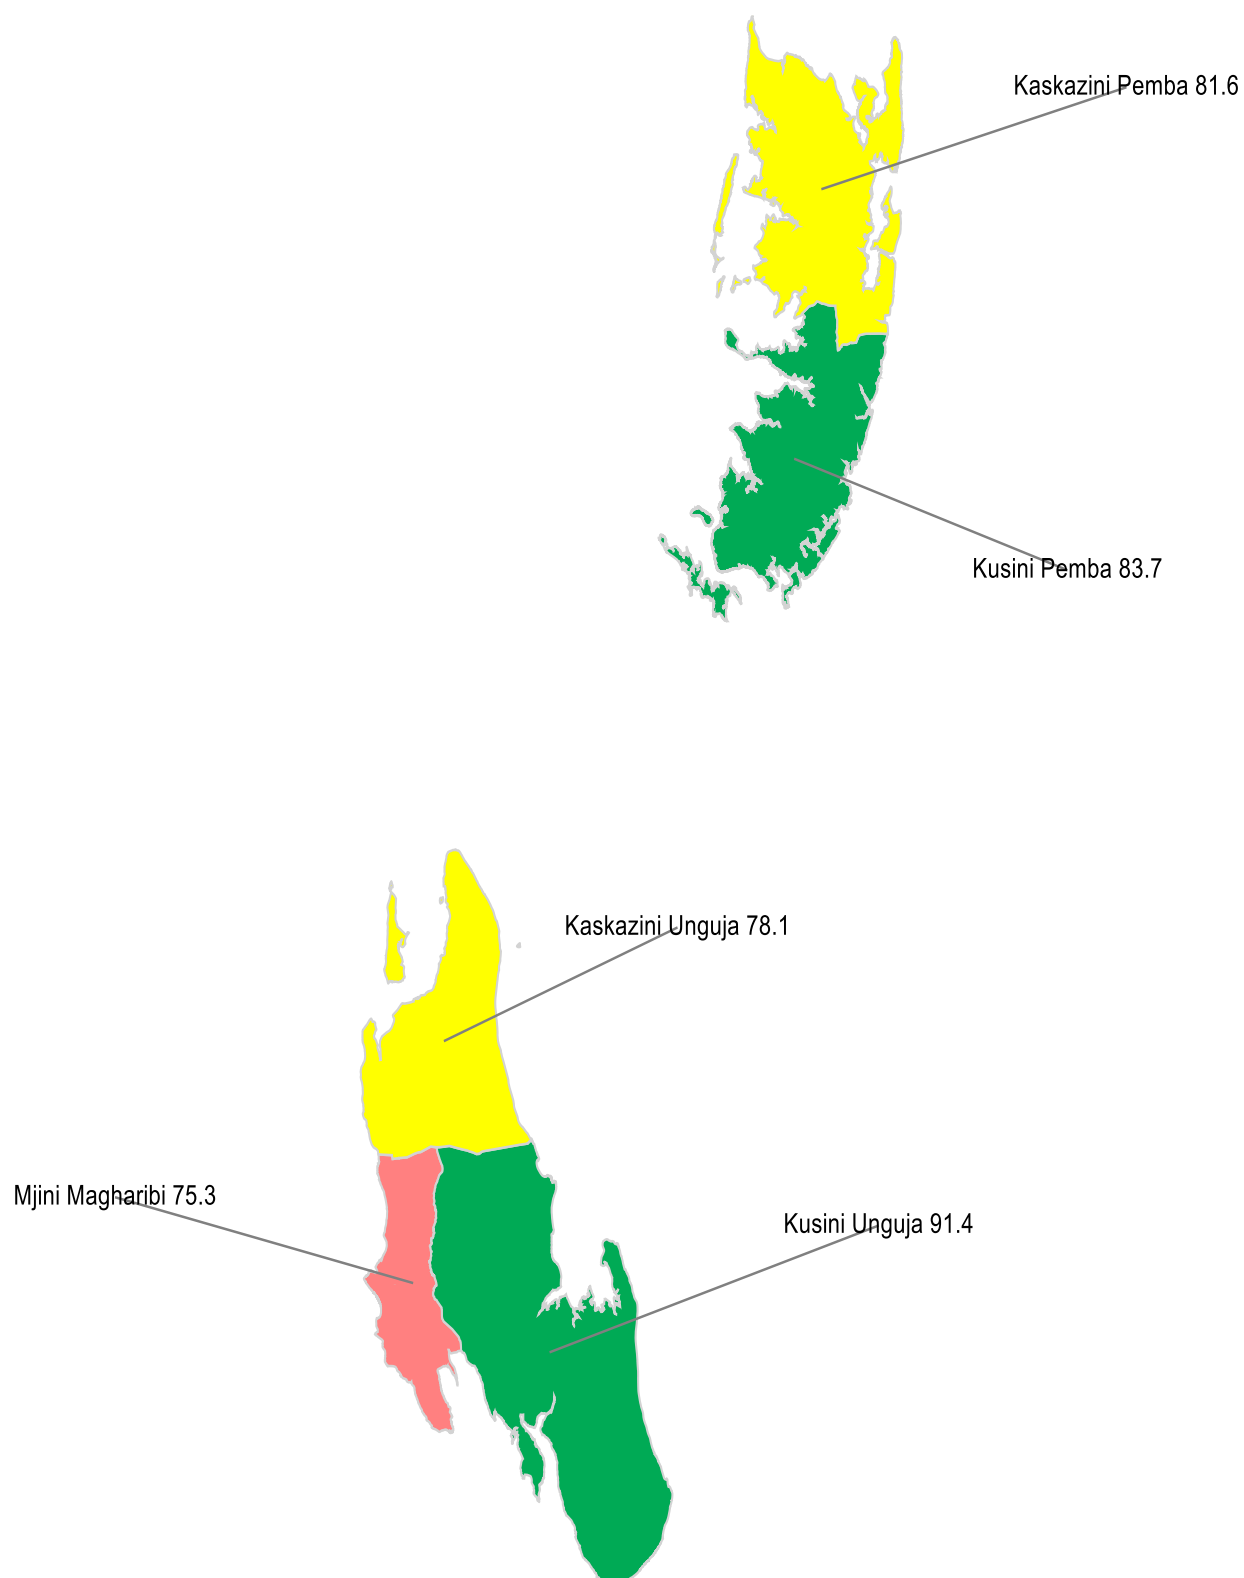 Kaskazini Pemba 81.6
Kusini Pemba 83.7
Kaskazini Unguja 78.1
Mjini Magharibi 75.3
Kusini Unguja 91.4